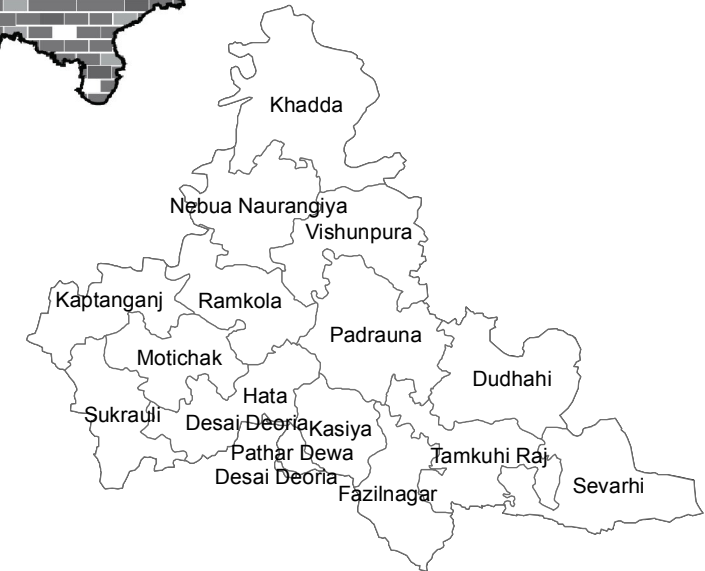 Khadda
Nebua Naurangiya
Vishunpura
Kaptanganj
Ramkola
Padrauna
Motichak
Dudhahi
Hata
Sukrauli
Desai Deoria
Kasiya
Pathar Dewa
Tamkuhi Raj
Desai Deoria
Sevarhi
Fazilnagar